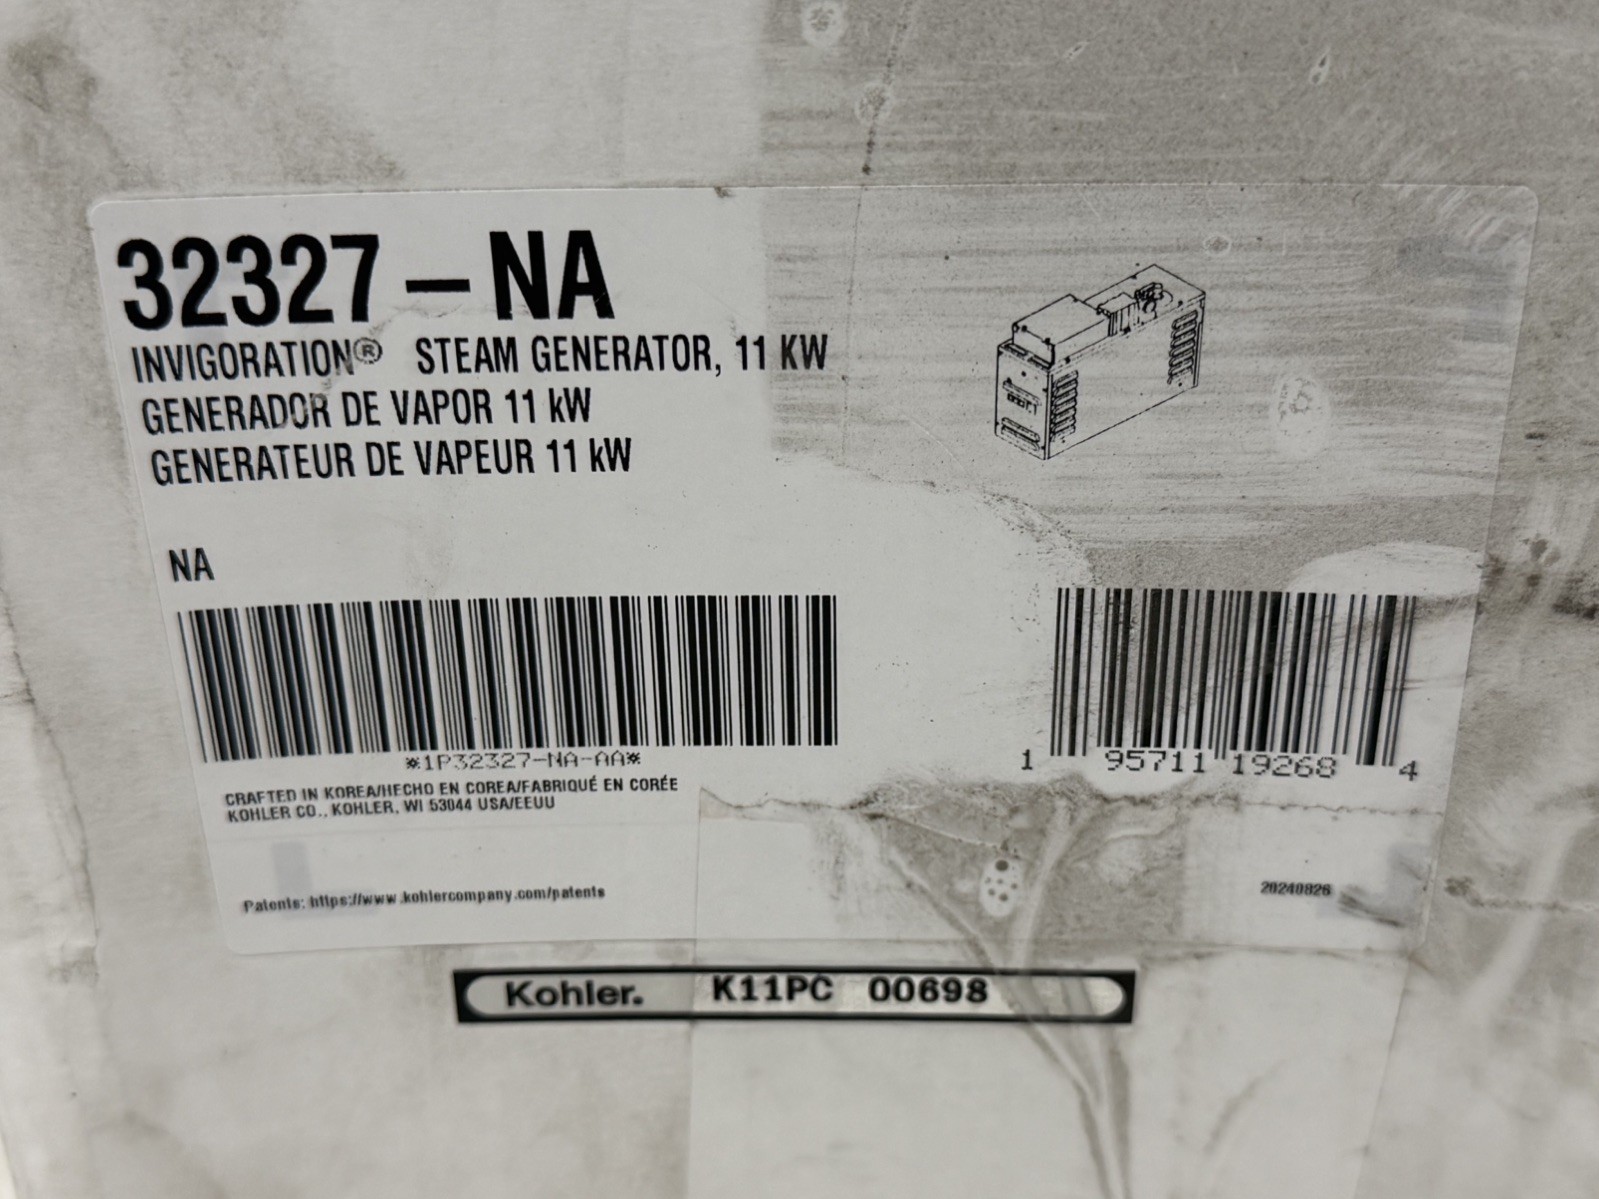 32327-NA
INVIGORATION® STEAM GENERATOR, 11 KW
GENERADOR DE VAPOR 11 kW
GENERATEUR DE VAPEUR 11 kW
NA
*1P32327-NA-AA*
1 95711 19268 4
CRAFTED IN KOREA/HECHO EN COREA/FABRIQUÉ EN CORÉE
KOHLER CO., KOHLER, WI 53044 USA/EEUU
Patents: https://www.kohlercompany.com/patents
20240826
Kohler. K11PC 00698